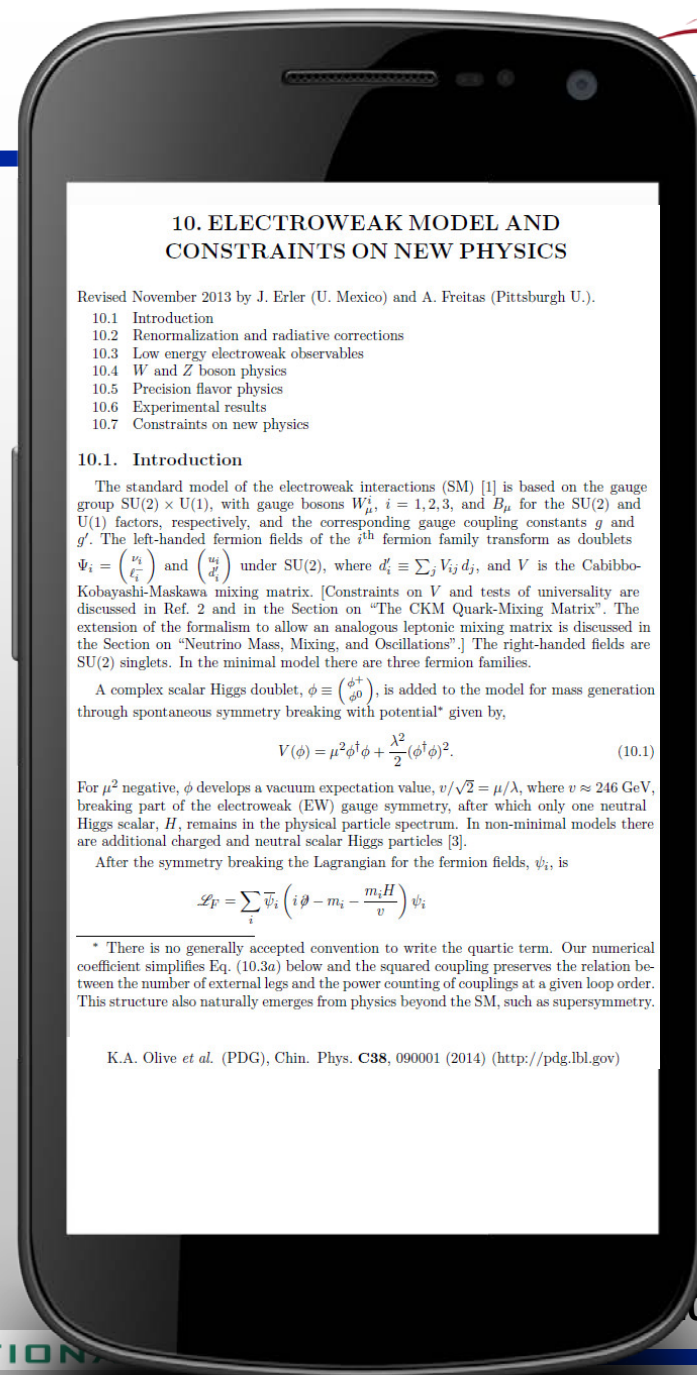 10. ELECTROWEAK MODEL AND
CONSTRAINTS ON NEW PHYSICS
Revised November 2013 by J. Erler (U. Mexico) and A. Freitas (Pittsburgh U.).
10.1 Introduction
10.2 Renormalization and radiative corrections
10.3 Low energy electroweak observables
10.4 W and Z boson physics
10.5 Precision flavor physics
10.6 Experimental results
10.7 Constraints on new physics
10.1. Introduction
The standard model of the electroweak interactions (SM) [1] is based on the gauge
group SU(2) × U(1), with gauge bosons W^i_μ, i = 1, 2, 3, and B_μ for the SU(2) and
U(1) factors, respectively, and the corresponding gauge coupling constants g and
g′. The left-handed fermion fields of the i^th fermion family transform as doublets
Ψ_i = (ν_i ℓ^−_i) and (u_i d′_i) under SU(2), where d′_i ≡ ∑_j V_ij d_j, and V is the Cabibbo-
Kobayashi-Maskawa mixing matrix. [Constraints on V and tests of universality are
discussed in Ref. 2 and in the Section on “The CKM Quark-Mixing Matrix”. The
extension of the formalism to allow an analogous leptonic mixing matrix is discussed in
the Section on “Neutrino Mass, Mixing, and Oscillations”.] The right-handed fields are
SU(2) singlets. In the minimal model there are three fermion families.
A complex scalar Higgs doublet, φ ≡ (φ^+ φ^0), is added to the model for mass generation
through spontaneous symmetry breaking with potential* given by,
V(φ) = μ²φ†φ + λ²/2 (φ†φ)². (10.1)
For μ² negative, φ develops a vacuum expectation value, v/√2 = μ/λ, where v ≈ 246 GeV,
breaking part of the electroweak (EW) gauge symmetry, after which only one neutral
Higgs scalar, H, remains in the physical particle spectrum. In non-minimal models there
are additional charged and neutral scalar Higgs particles [3].
After the symmetry breaking the Lagrangian for the fermion fields, ψ_i, is
ℒ_F = ∑_i ψ̄_i (i∂̸ − m_i − m_iH/v) ψ_i
* There is no generally accepted convention to write the quartic term. Our numerical
coefficient simplifies Eq. (10.3a) below and the squared coupling preserves the relation be-
tween the number of external legs and the power counting of couplings at a given loop order.
This structure also naturally emerges from physics beyond the SM, such as supersymmetry.
K.A. Olive et al. (PDG), Chin. Phys. C38, 090001 (2014) (http://pdg.lbl.gov)